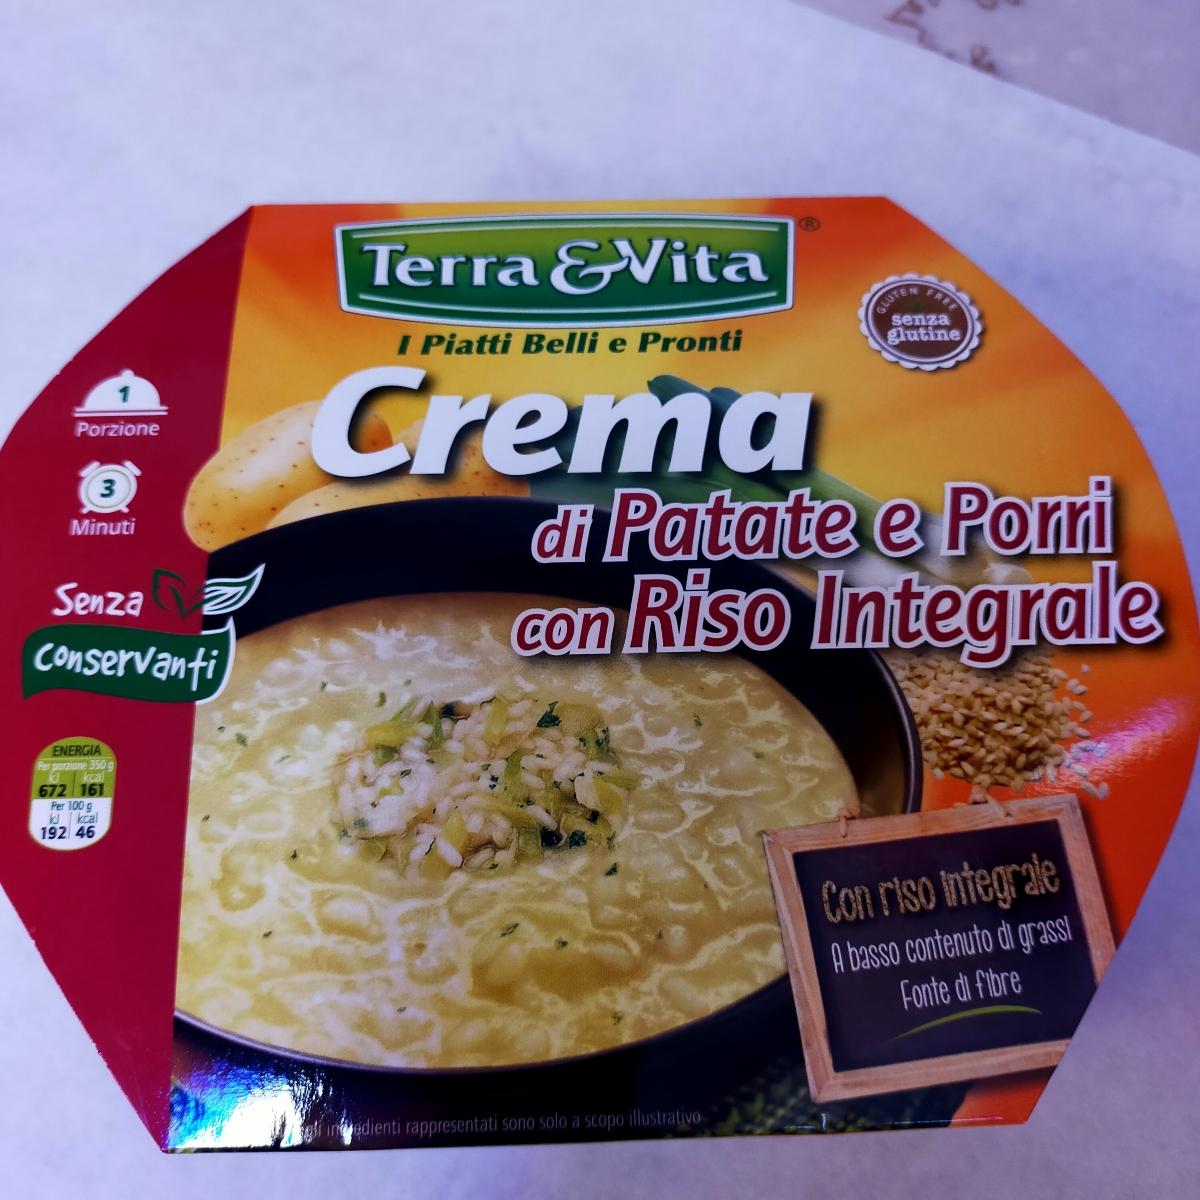 Terra & Vita ®
I Piatti Belli e Pronti
GLUTEN FREE
senza
glutine
Crema
di Patate e Porri
con Riso Integrale
1
Porzione
3
Minuti
Senza
conservanti
ENERGIA
Per porzione 350 g
kJ kcal
672 161
Per 100 g
kJ kcal
192 46
Con riso integrale
A basso contenuto di grassi
Fonte di fibre
gli ingredienti rappresentati sono solo a scopo illustrativo